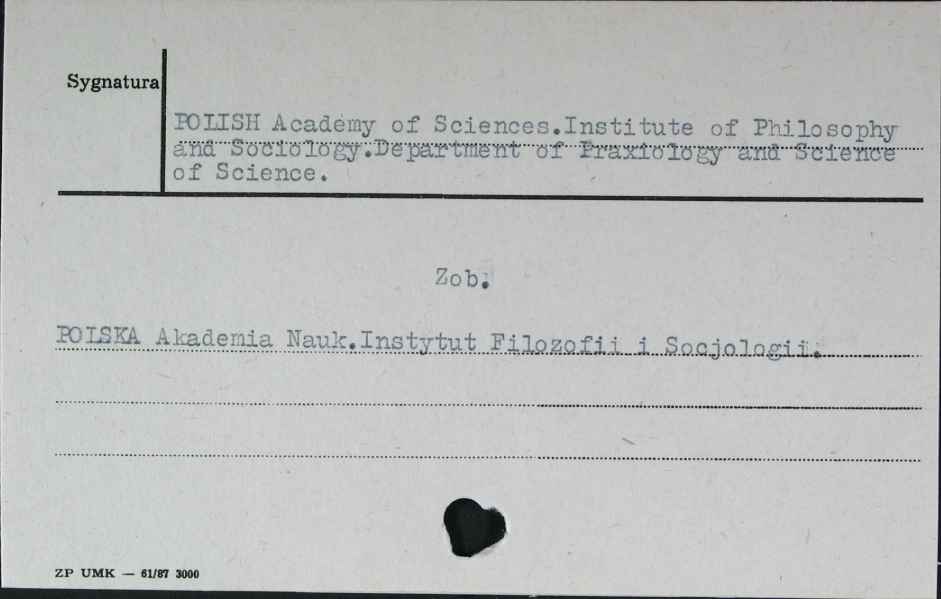 Sygnatura
POLISH Academy of Sciences.Institute of Philosophy
and Sociology.Department of Praxiology and Science
of Science.
Zob.
POLSKA Akademia Nauk.Instytut Filozofii i Socjologii.
ZP UMK — 61/87 3000